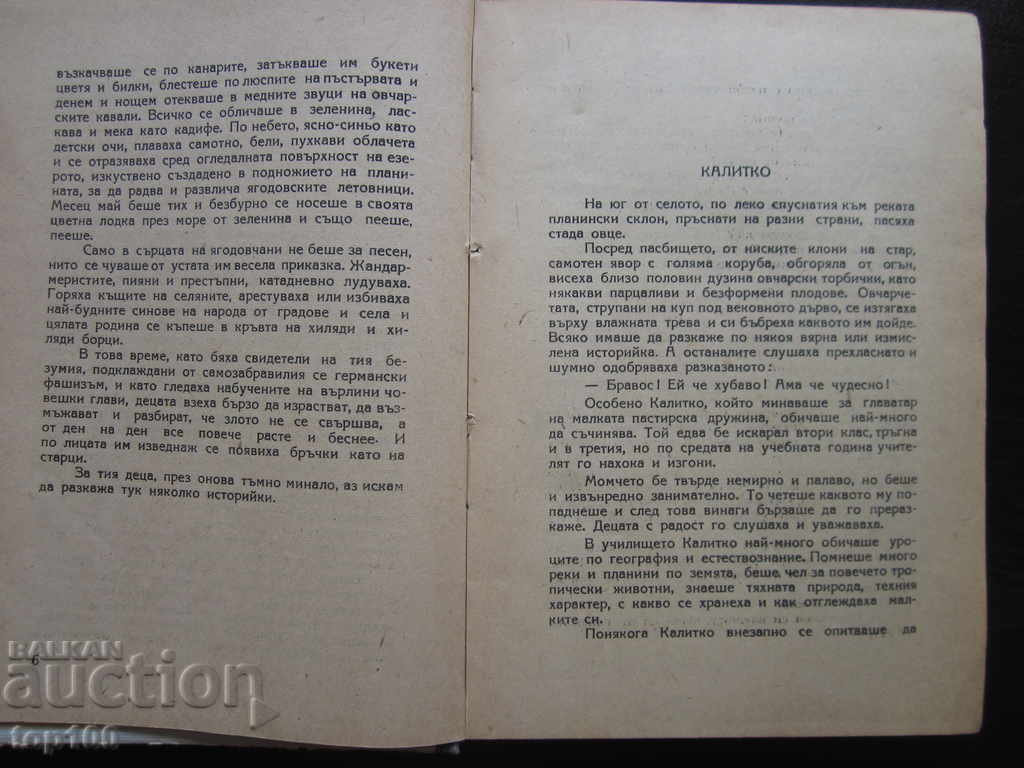 възкачваше се по канарите, затъкваше им букети
цветя и билки, блестеше по люспите на пъстървата и
денем и нощем отекваше в медните звуци на овчар-
ските кавали. Всичко се обличаше в зеленина, лас-
кава и мека като кадифе. По небето, ясно-синьо като
детски очи, плаваха самотно, бели, пухкави облачета
и се отразяваха сред огледалната повърхност на езе-
рото, изкуствено създадено в подножието на плани-
ната, за да радва и развлича ягодовските летовници.
Месец май беше тих и безбурно се носеше в своята
цветна лодка през море от зеленина и също пееше,
пееше.
Само в сърцата на ягодовчани не беше за песен,
нито се чуваше от устата им весела приказка. Жандар-
меристите, пияни и престъпни, катадневно лудуваха.
Горяха къщите на селяните, арестуваха или избиваха
най-будните синове на народа от градове и села и
цялата родина се къпеше в кръвта на хиляди и хи-
ляди борци.
В това време, като бяха свидетели на тия бе-
зумия, подклаждани от самозабравилия се германски
фашизъм, и като гледаха набучените на върлини чо-
вешки глави, децата взеха бързо да израстват, да въз-
мъжават и разбират, че злото не се свършва, а
от ден на ден все повече расте и беснее. И
по лицата им изведнаж се появиха бръчки като на
старци.
За тия деца, през онова тъмно минало, аз искам
да разкажа тук няколко историйки.
6
КАЛИТКО
На юг от селото, по леко спуснатия към реката
планински склон, пръснати на разни страни, пасяха
стада овце.
Посред пасбището, от ниските клони на стар,
самотен явор с голяма коруба, обгоряла от огън,
висеха близо половин дузина овчарски торбички, като
някакви парцаливи и безформени плодове. Овчарче-
тата, струпани на куп под вековното дърво, се изтягаха
върху влажната трева и си бъбреха каквото им дойде.
Всяко имаше да разкаже по някоя вярна или измис-
лена историйка. А останалите слушаха прехласнато и
шумно одобряваха разказаното:
— Бравос! Ей че хубаво! Ама че чудесно!
Особено Калитко, който минаваше за главатар
на малката пастирска дружина, обичаше най-много
да съчинява. Той едва бе искарал втори клас, тръгна
и в третия, но по средата на учебната година учите-
лят го нахока и изгони.
Момчето бе твърде немирно и палаво, но беше
и извънредно занимателно. То четеше каквото му по-
паднеше и след това винаги бързаше да го прераз-
каже. Децата с радост го слушаха и уважаваха.
В училището Калитко най-много обичаше уро-
ците по география и естествознание. Помнеше много
реки и планини по земята, беше чел за повечето тро-
пически животни, знаеше тяхната природа, техния
характер, с какво се хранеха и как отглеждаха мал-
ките си.
Понякога Калитко внезапно се опитваше да
BALKAN
auction
top100